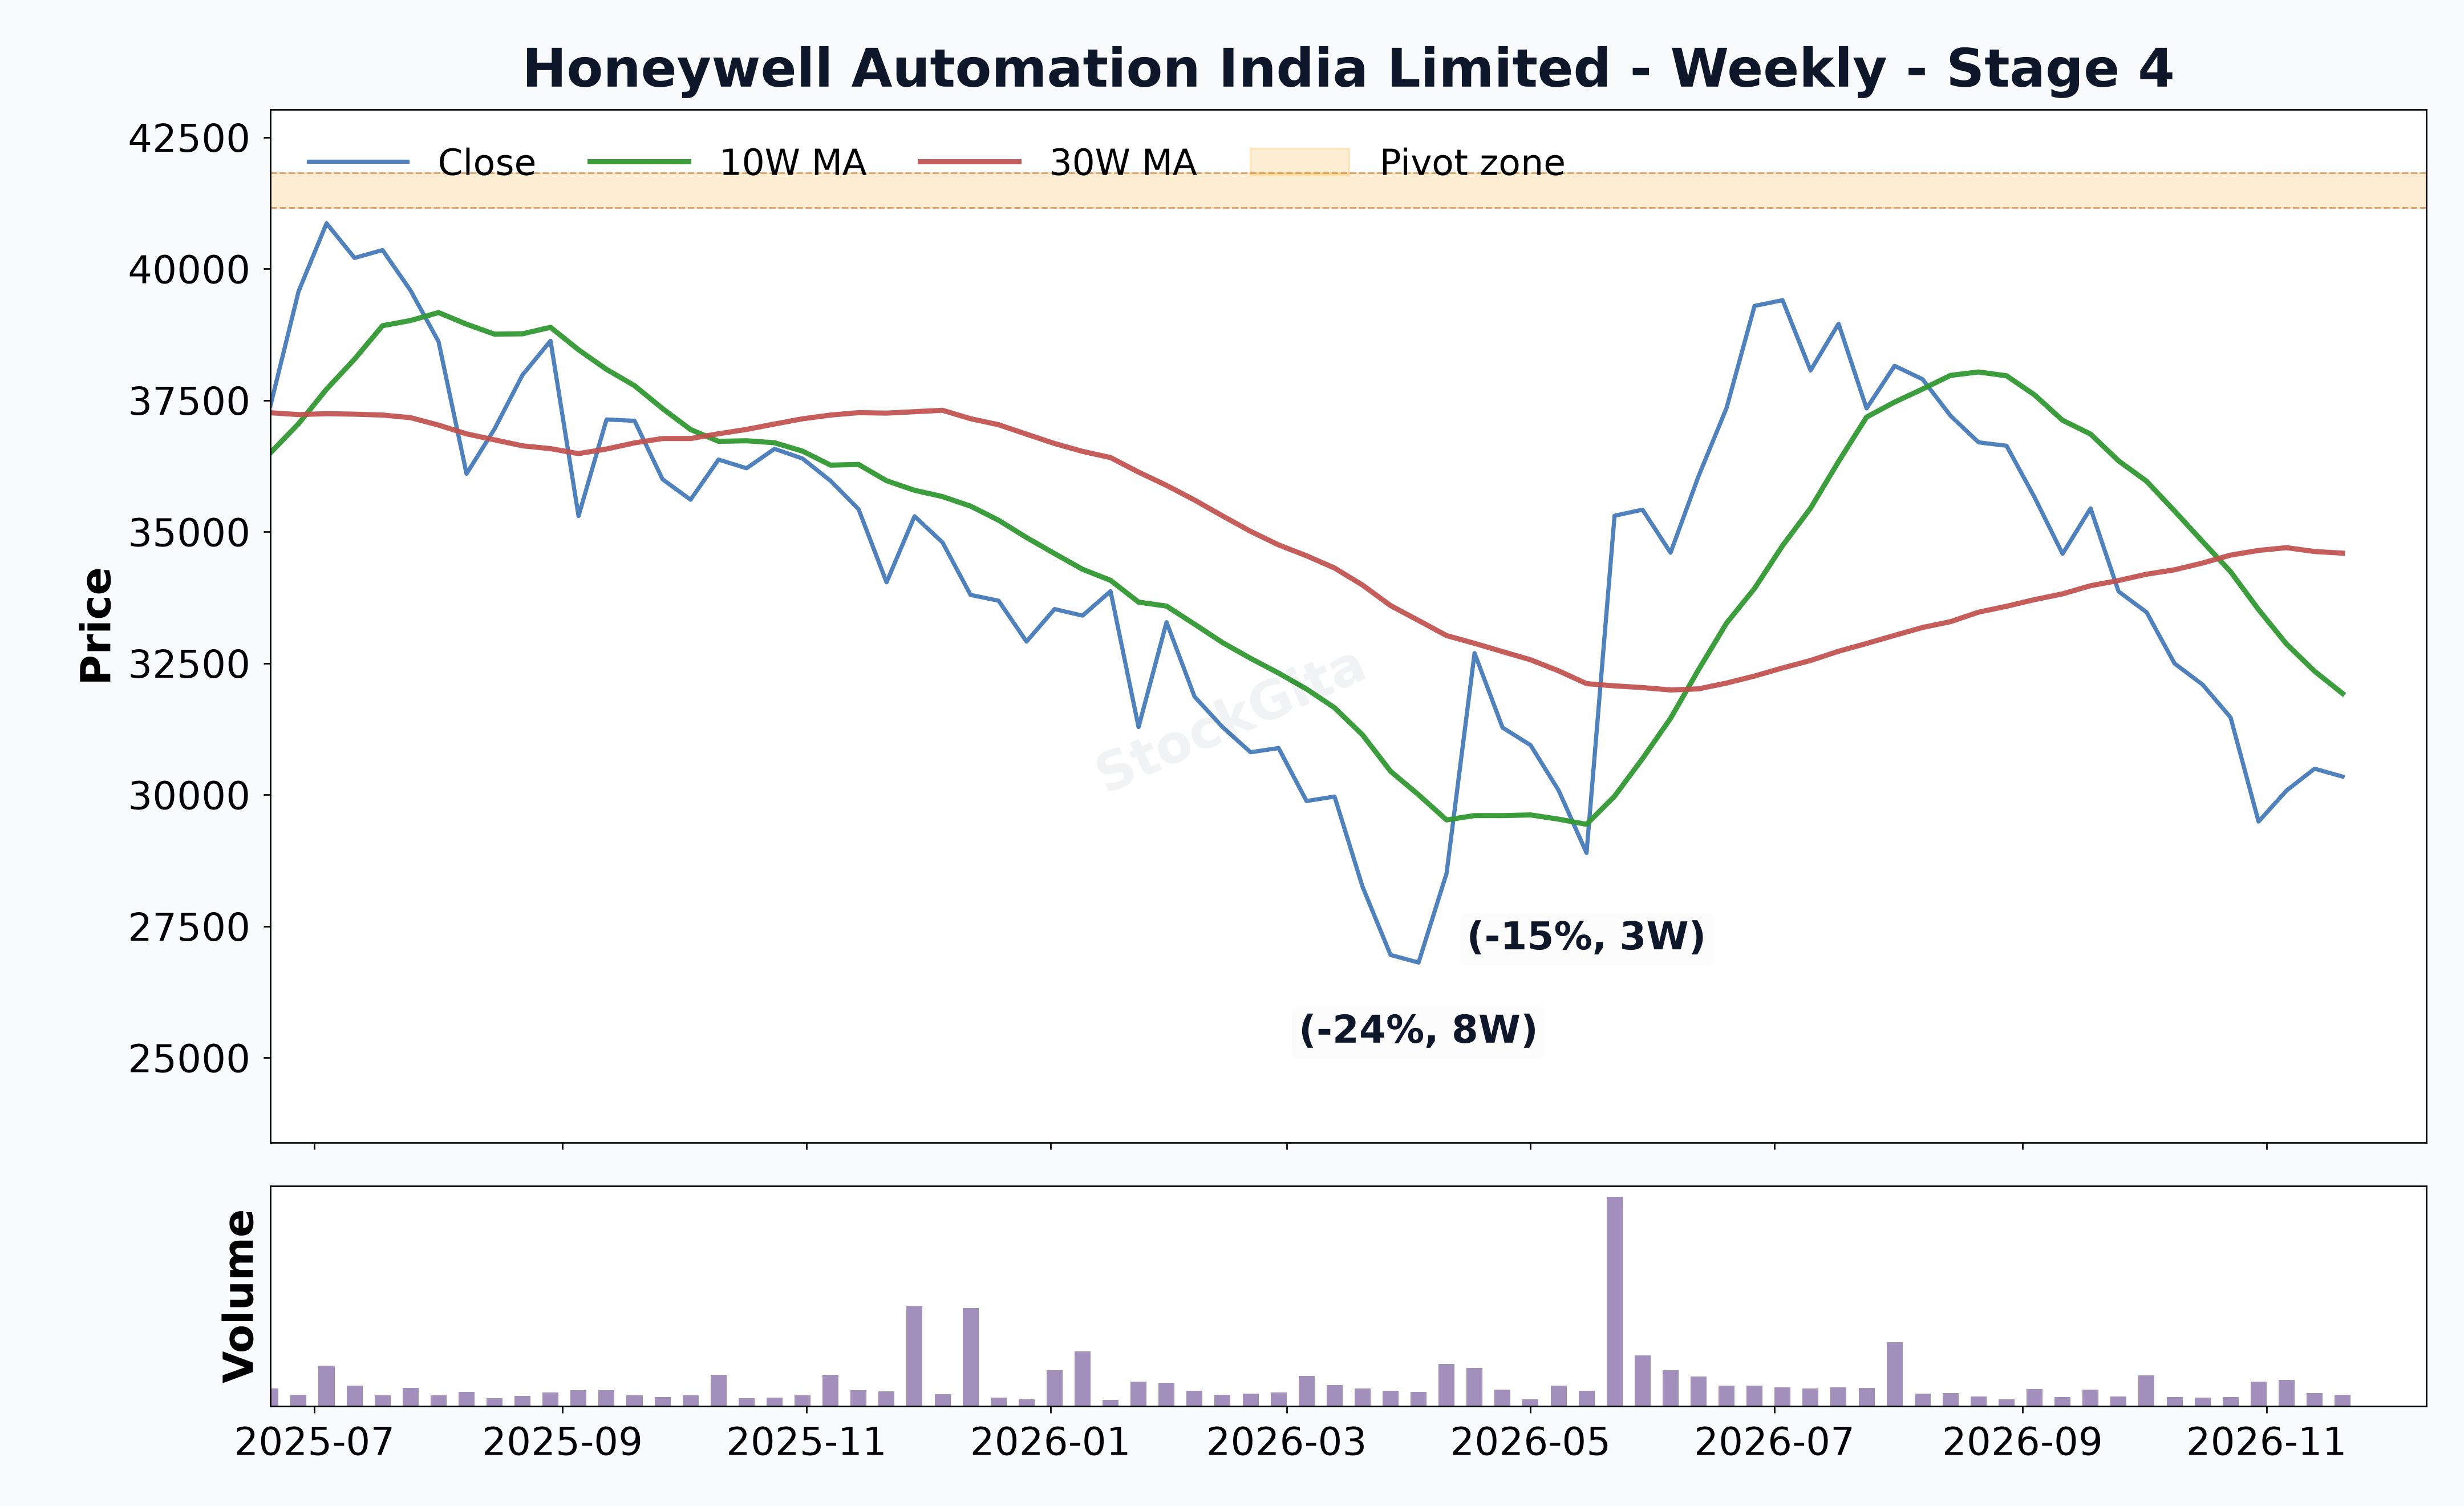 Honeywell Automation India Limited - Weekly - Stage 4
Close 10W MA 30W MA Pivot zone
Price
42500
40000
37500
35000
32500
30000
27500
25000
StockGita
(-15%, 3W)
(-24%, 8W)
Volume
2025-07 2025-09 2025-11 2026-01 2026-03 2026-05 2026-07 2026-09 2026-11